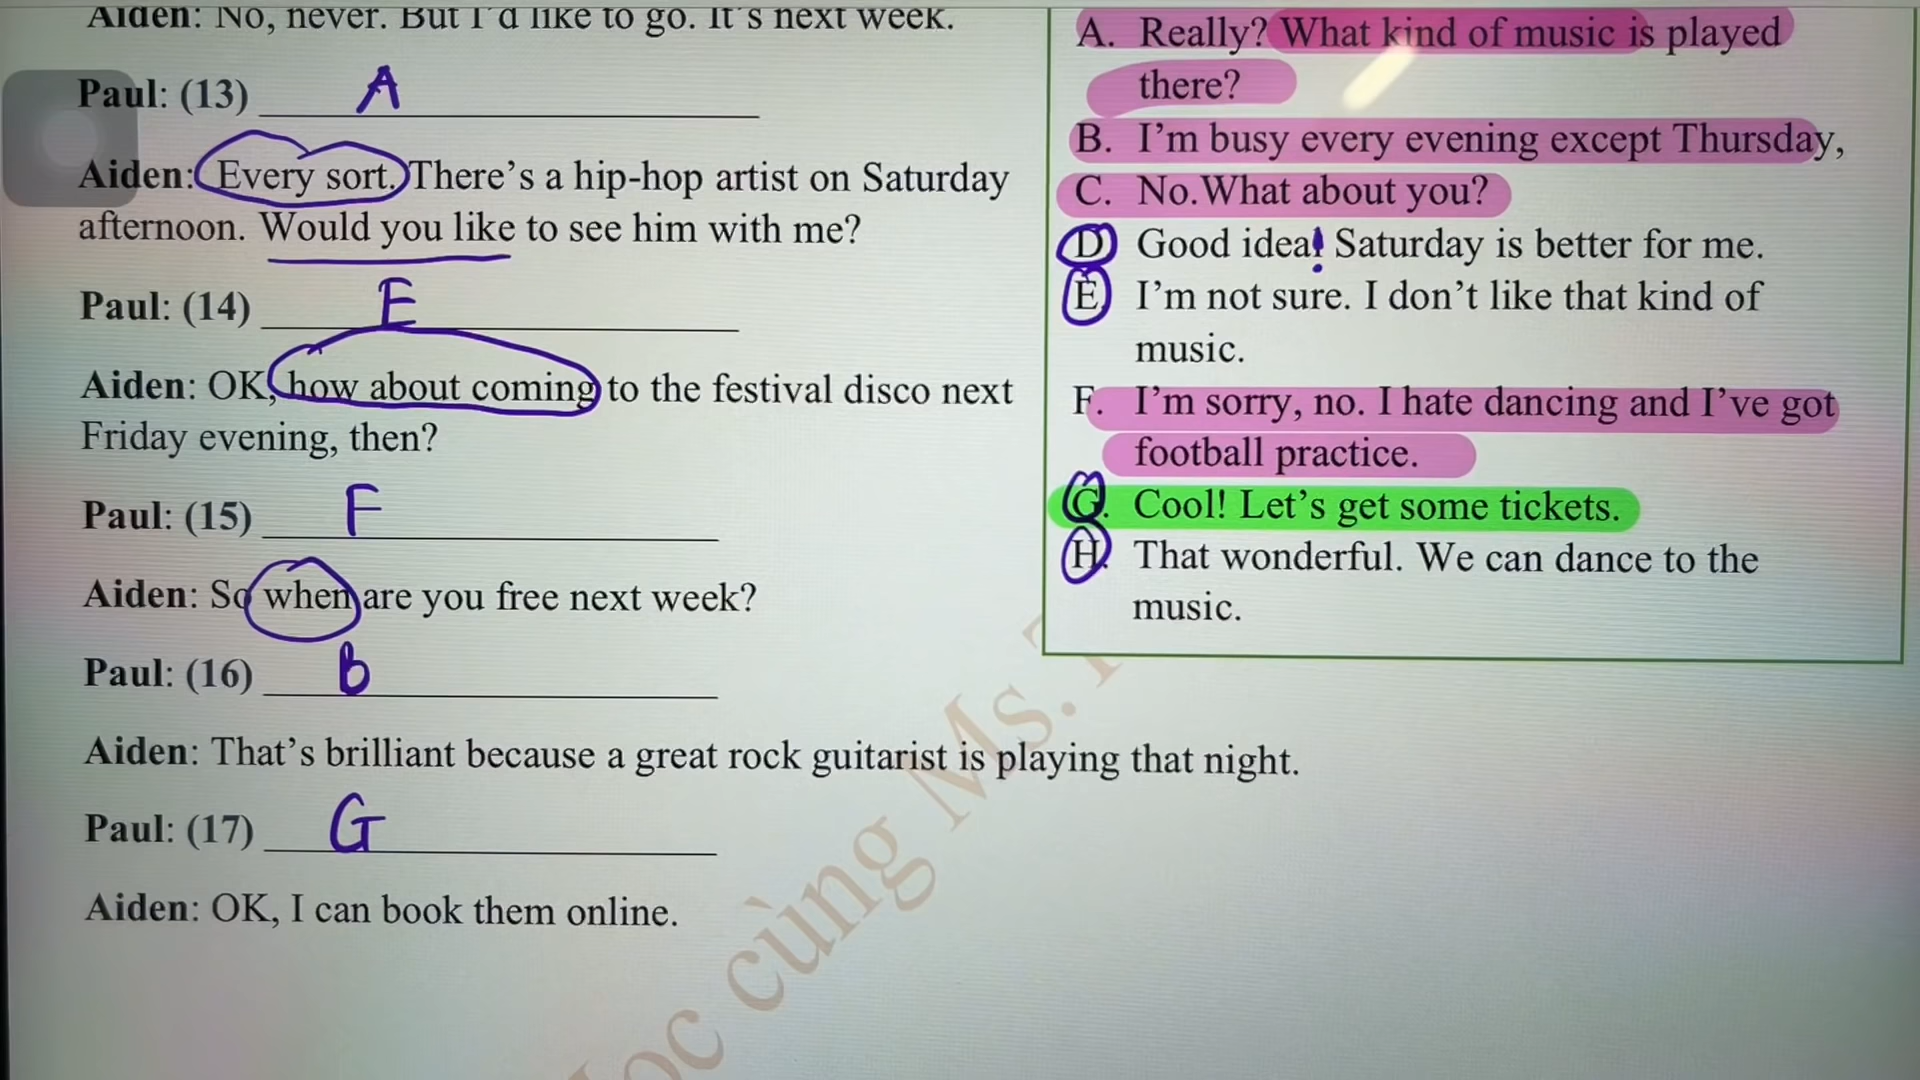 Aiden: No, never. But I'd like to go. It's next week.
Paul: (13) A
Aiden: Every sort. There's a hip-hop artist on Saturday
afternoon. Would you like to see him with me?
Paul: (14) E
Aiden: OK, how about coming to the festival disco next
Friday evening, then?
Paul: (15) F
Aiden: So when are you free next week?
Paul: (16) b
Aiden: That's brilliant because a great rock guitarist is playing that night.
Paul: (17) G
Aiden: OK, I can book them online.
A. Really? What kind of music is played
there?
B. I'm busy every evening except Thursday,
C. No.What about you?
D Good idea! Saturday is better for me.
E I'm not sure. I don't like that kind of
music.
F. I'm sorry, no. I hate dancing and I've got
football practice.
G. Cool! Let's get some tickets.
H. That wonderful. We can dance to the
music.
cùng Ms.